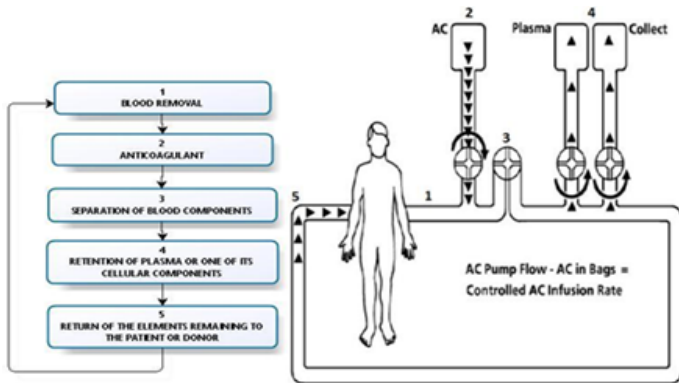 1
BLOOD REMOVAL
2
ANTICOAGULANT
3
SEPARATION OF BLOOD COMPONENTS
4
RETENTION OF PLASMA OR ONE OF ITS
CELLULAR COMPONENTS
5
RETURN OF THE ELEMENTS REMAINING TO
THE PATIENT OR DONOR
2
AC
4
Plasma
Collect
3
5
1
AC Pump Flow - AC in Bags =
Controlled AC Infusion Rate